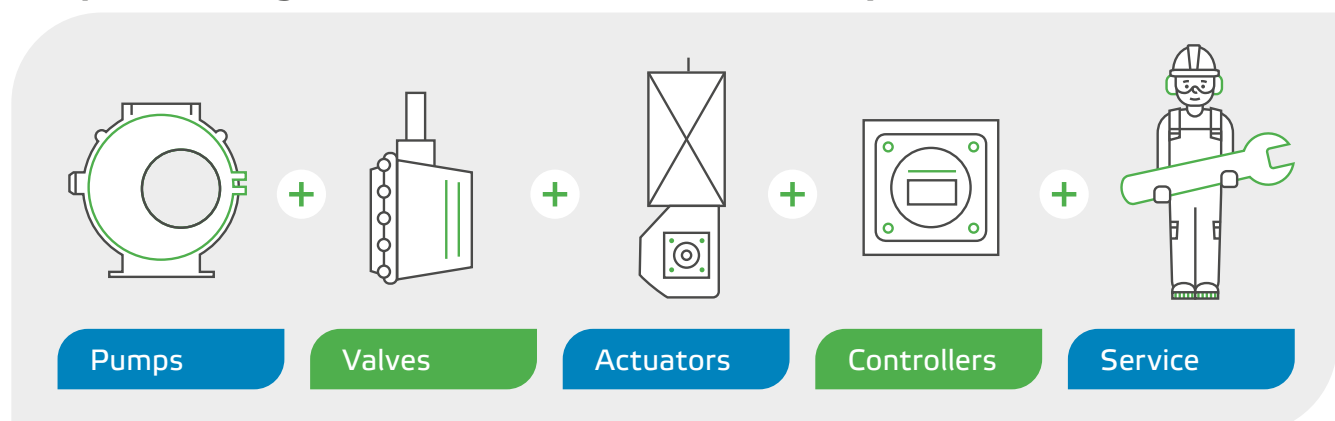 Pumps
Valves
Actuators
Controllers
Service